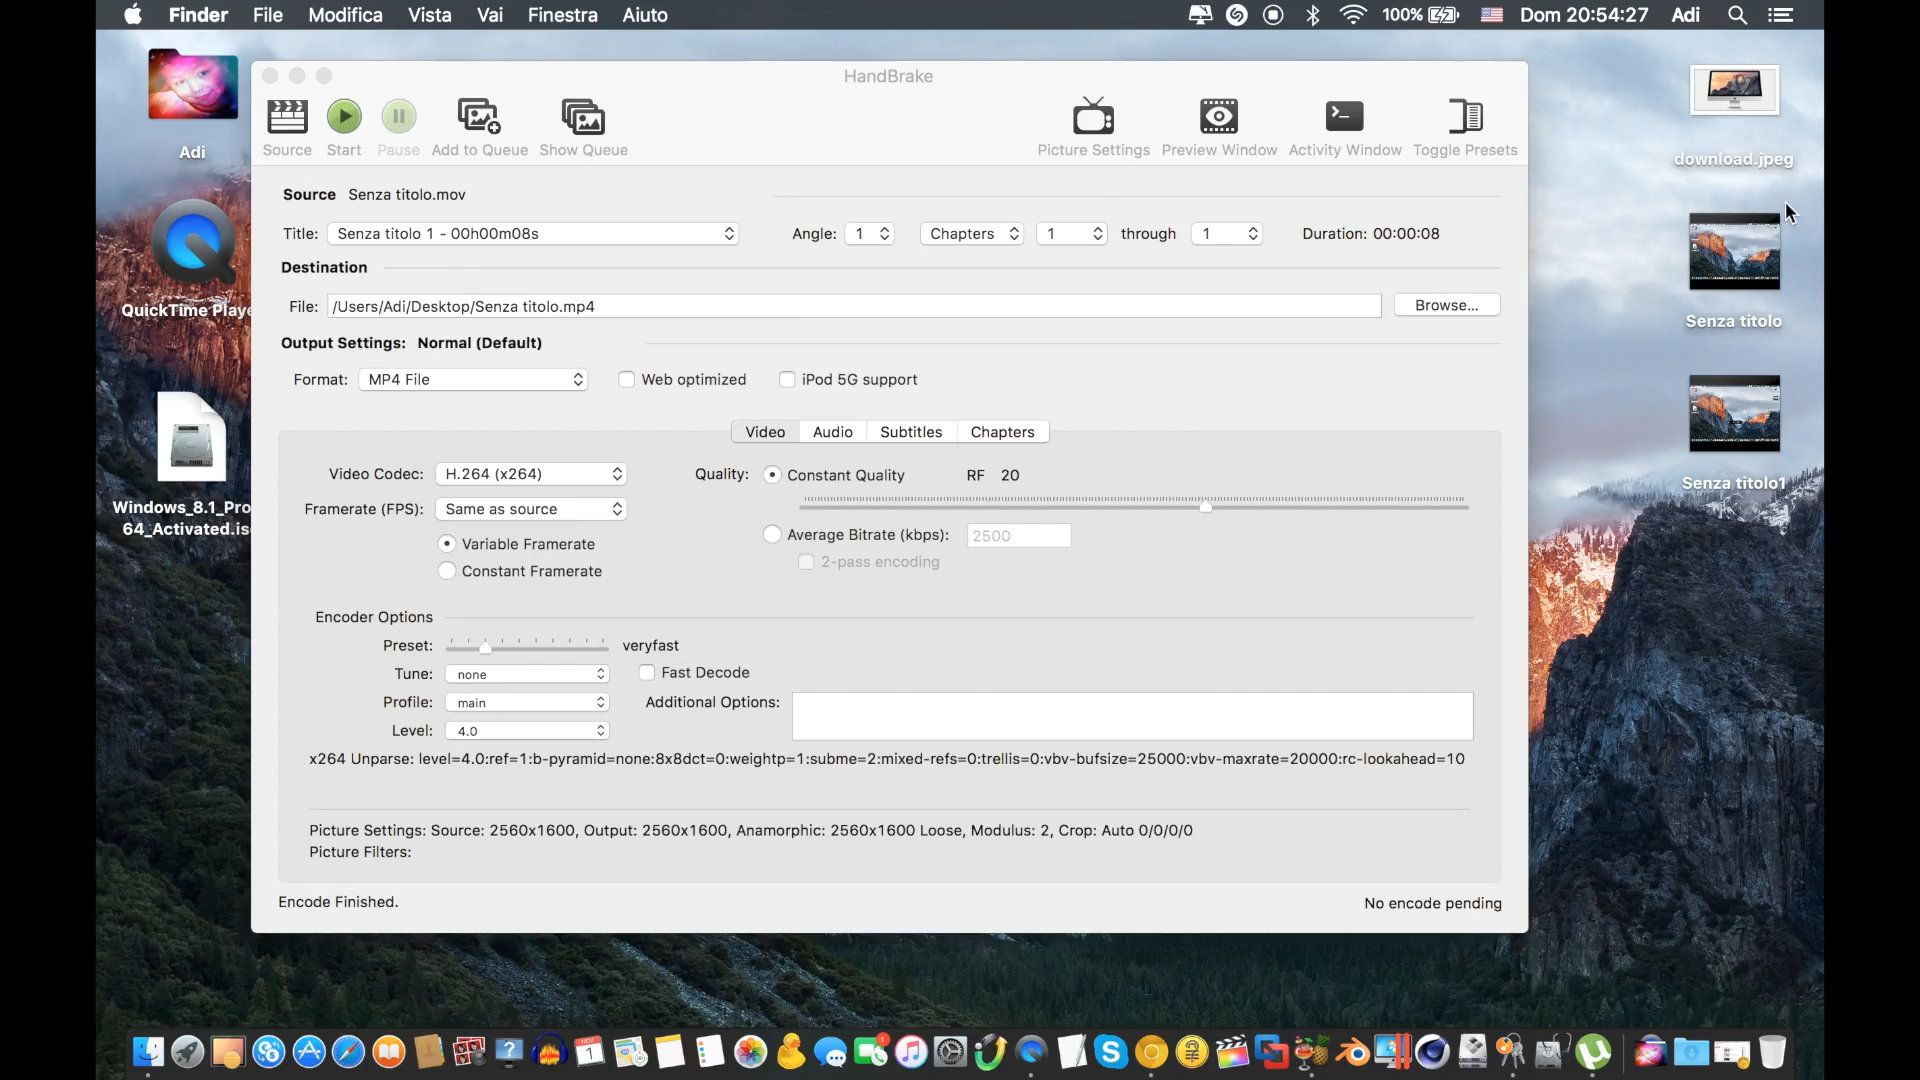 Finder File Modifica Vista Vai Finestra Aiuto 100% Dom 20:54:27 Adi
HandBrake
Source Start Pause Add to Queue Show Queue Picture Settings Preview Window Activity Window Toggle Presets
Adi
download.jpeg
Source Senza titolo.mov
Title: Senza titolo 1 - 00h00m08s Angle: 1 Chapters 1 through 1 Duration: 00:00:08
Destination
File: /Users/Adi/Desktop/Senza titolo.mp4 Browse...
QuickTime Playe
Senza titolo
Output Settings: Normal (Default)
Format: MP4 File Web optimized iPod 5G support
Video Audio Subtitles Chapters
Video Codec: H.264 (x264) Quality: Constant Quality RF 20
Senza titolo1
Framerate (FPS): Same as source
Windows_8.1_Pro
64_Activated.is
Average Bitrate (kbps): 2500
Variable Framerate
2-pass encoding
Constant Framerate
Encoder Options
Preset: veryfast
Tune: none Fast Decode
Profile: main Additional Options:
Level: 4.0
x264 Unparse: level=4.0:ref=1:b-pyramid=none:8x8dct=0:weightp=1:subme=2:mixed-refs=0:trellis=0:vbv-bufsize=25000:vbv-maxrate=20000:rc-lookahead=10
Picture Settings: Source: 2560x1600, Output: 2560x1600, Anamorphic: 2560x1600 Loose, Modulus: 2, Crop: Auto 0/0/0/0
Picture Filters:
Encode Finished. No encode pending
NOV
1
1